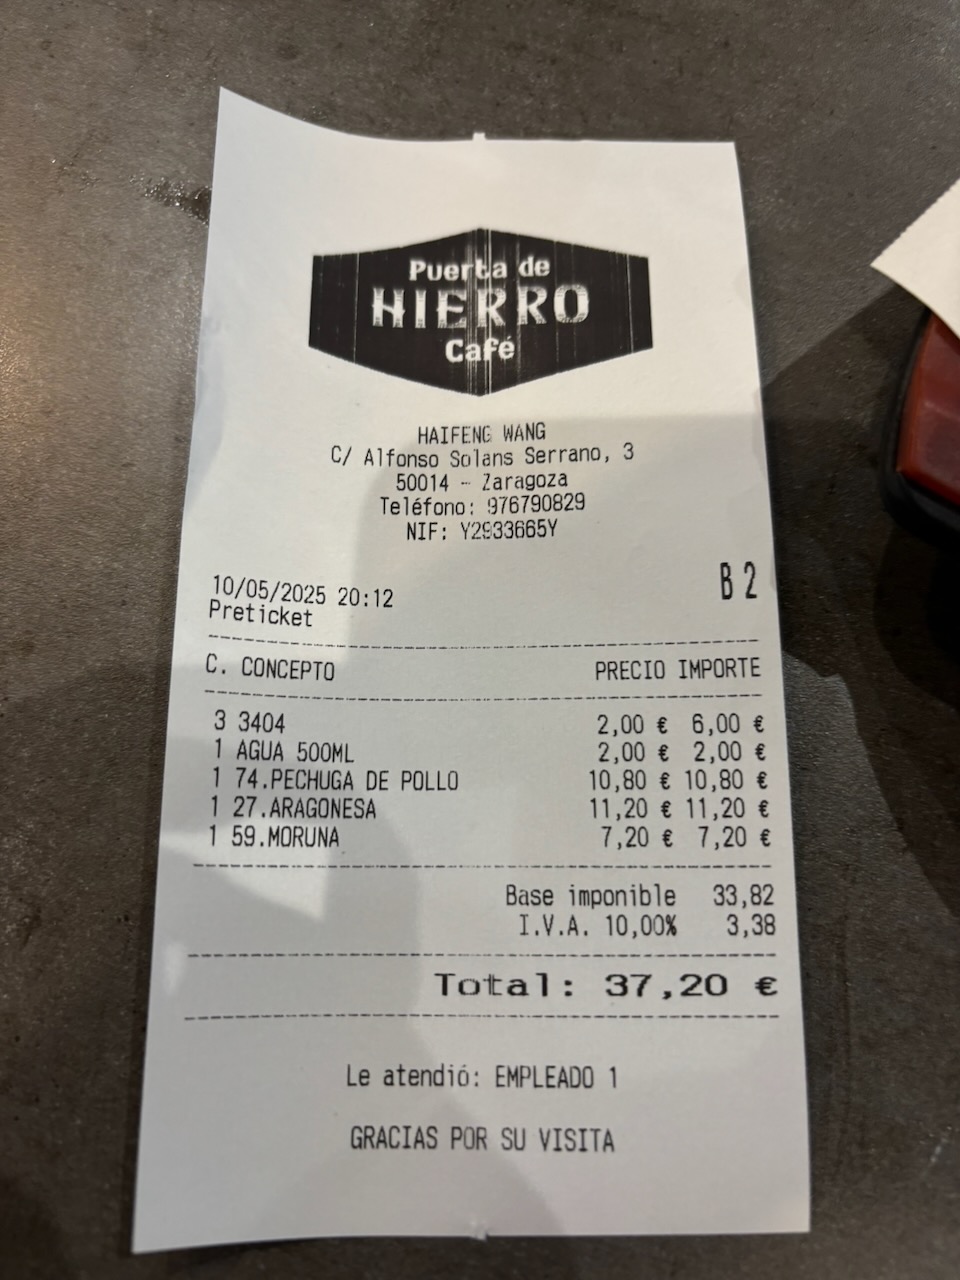 Puerta de
HIERRO
Café
HAIFENG WANG
C/ Alfonso Solans Serrano, 3
50014 - Zaragoza
Teléfono: 976790829
NIF: Y2933665Y
B 2
10/05/2025 20:12
Preticket
C. CONCEPTO PRECIO IMPORTE
3 3404 2,00 € 6,00 €
1 AGUA 500ML 2,00 € 2,00 €
1 74.PECHUGA DE POLLO 10,80 € 10,80 €
1 27.ARAGONESA 11,20 € 11,20 €
1 59.MORUNA 7,20 € 7,20 €
Base imponible 33,82
I.V.A. 10,00% 3,38
Total: 37,20 €
Le atendió: EMPLEADO 1
GRACIAS POR SU VISITA